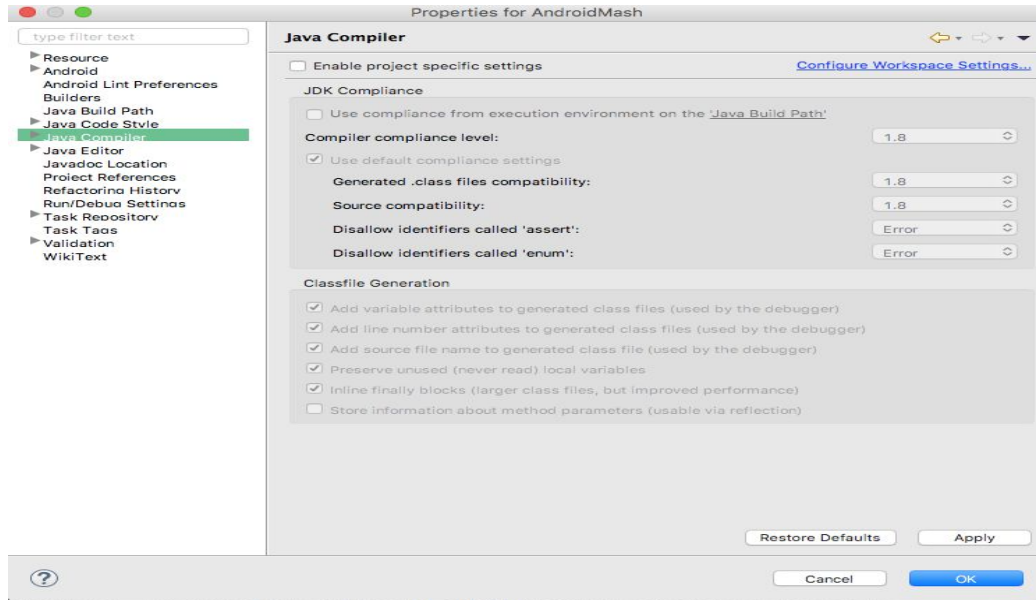 Properties for AndroidMash
type filter text
Resource
Android
Android Lint Preferences
Builders
Java Build Path
Java Code Style
Java Compiler
Java Editor
Javadoc Location
Project References
Refactoring History
Run/Debug Settings
Task Repository
Task Tags
Validation
WikiText
Java Compiler
Enable project specific settings
Configure Workspace Settings...
JDK Compliance
Use compliance from execution environment on the 'Java Build Path'
Compiler compliance level: 1.8
Use default compliance settings
Generated .class files compatibility: 1.8
Source compatibility: 1.8
Disallow identifiers called 'assert': Error
Disallow identifiers called 'enum': Error
Classfile Generation
Add variable attributes to generated class files (used by the debugger)
Add line number attributes to generated class files (used by the debugger)
Add source file name to generated class file (used by the debugger)
Preserve unused (never read) local variables
Inline finally blocks (larger class files, but improved performance)
Store information about method parameters (usable via reflection)
Restore Defaults
Apply
?
Cancel
OK